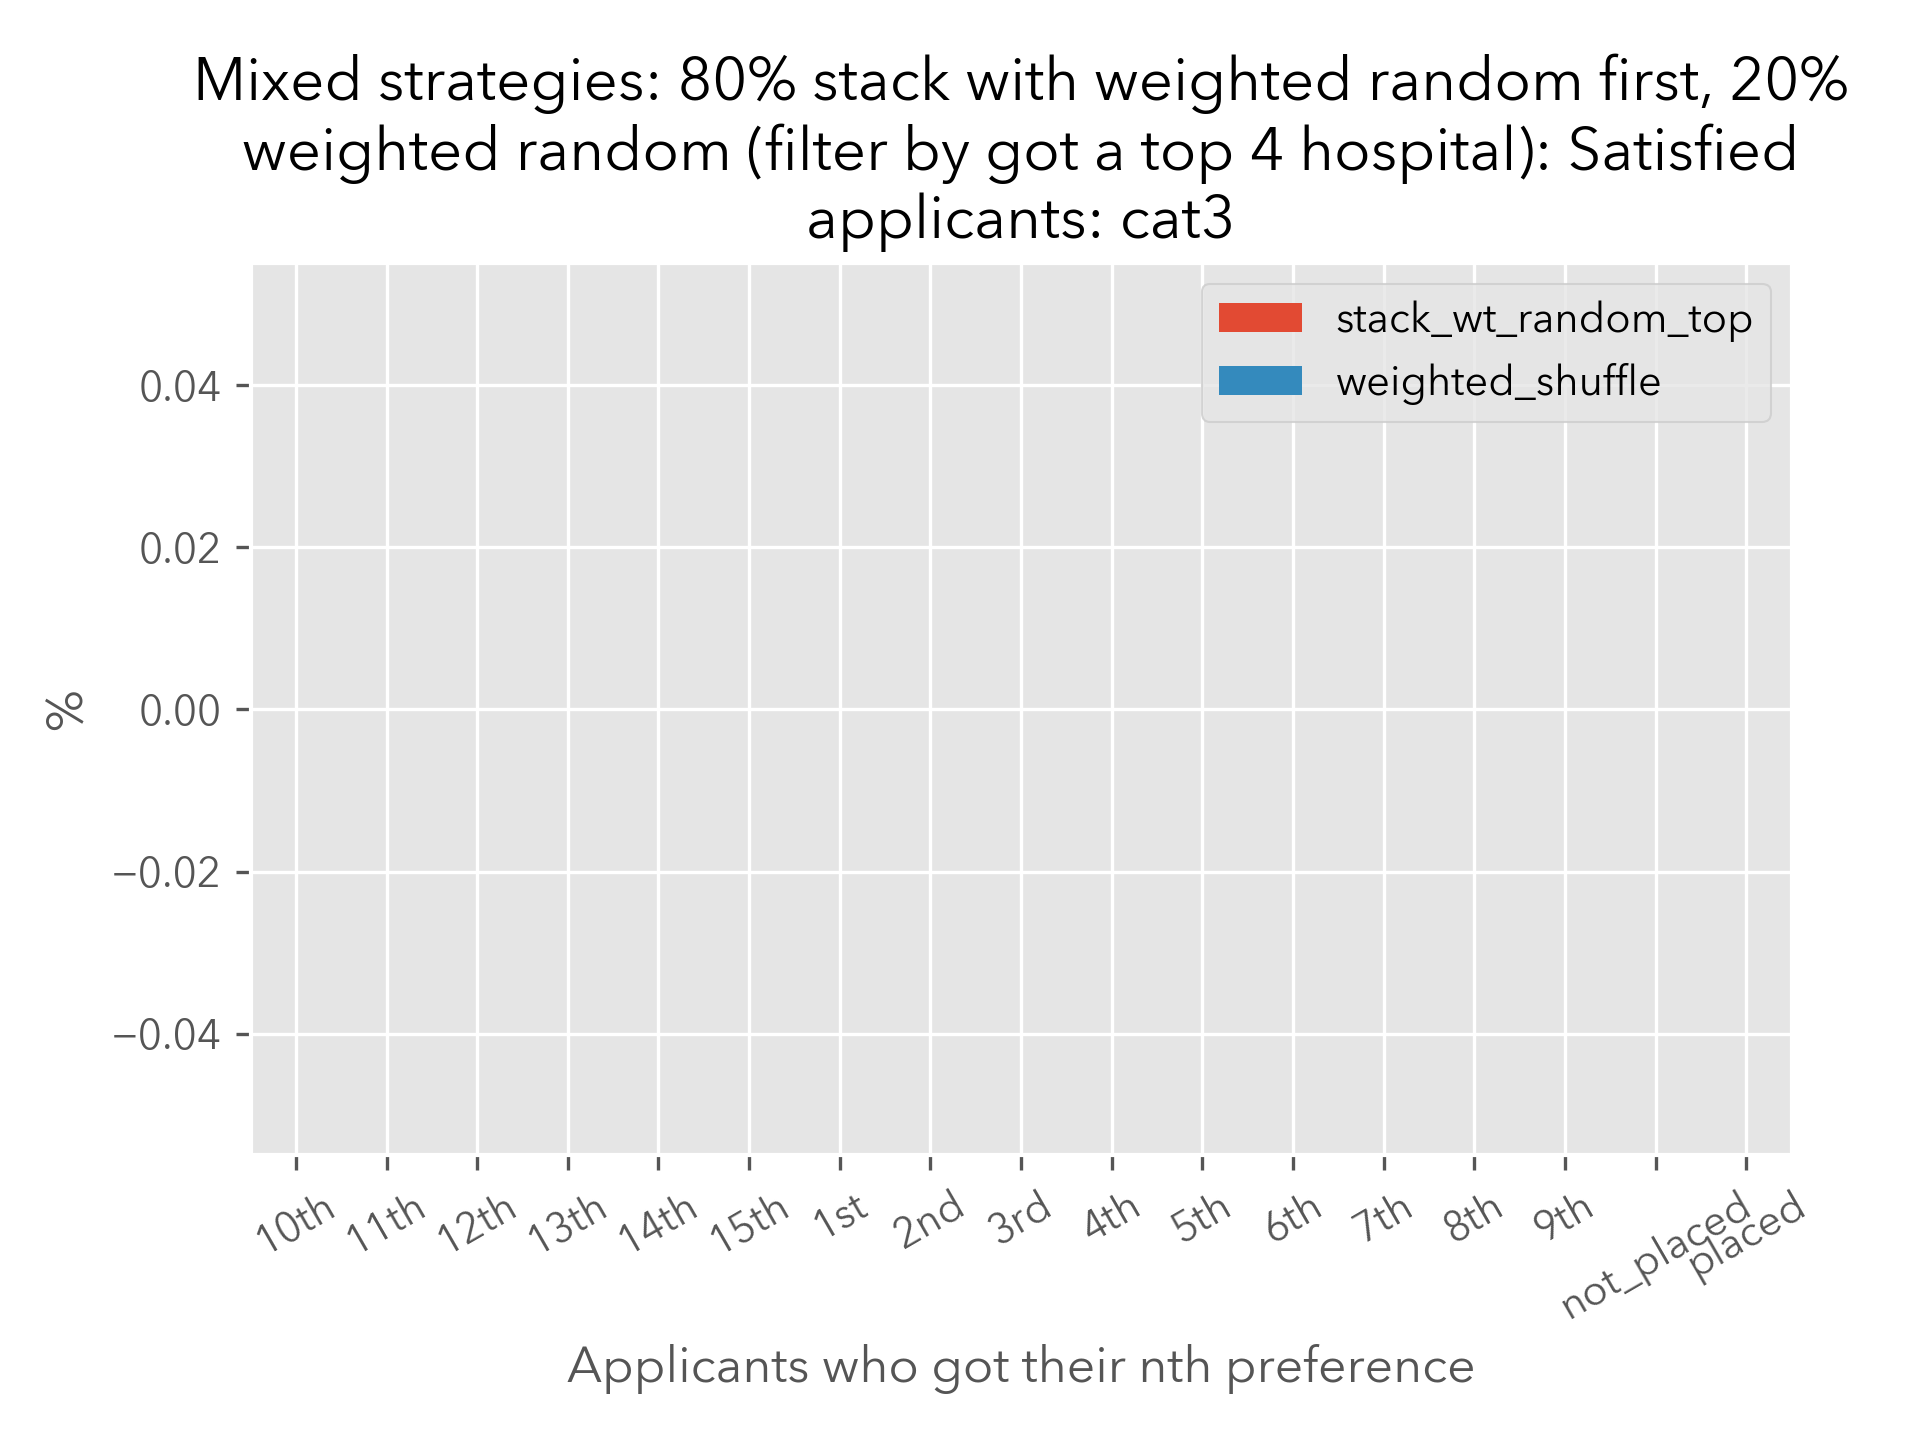 Mixed strategies: 80% stack with weighted random first, 20%
weighted random (filter by got a top 4 hospital): Satisfied
applicants: cat3
stack_wt_random_top
weighted_shuffle
0.04
0.02
0.00
−0.02
−0.04
%
10th
11th
12th
13th
14th
15th
1st
2nd
3rd
4th
5th
6th
7th
8th
9th
not_placed
placed
Applicants who got their nth preference